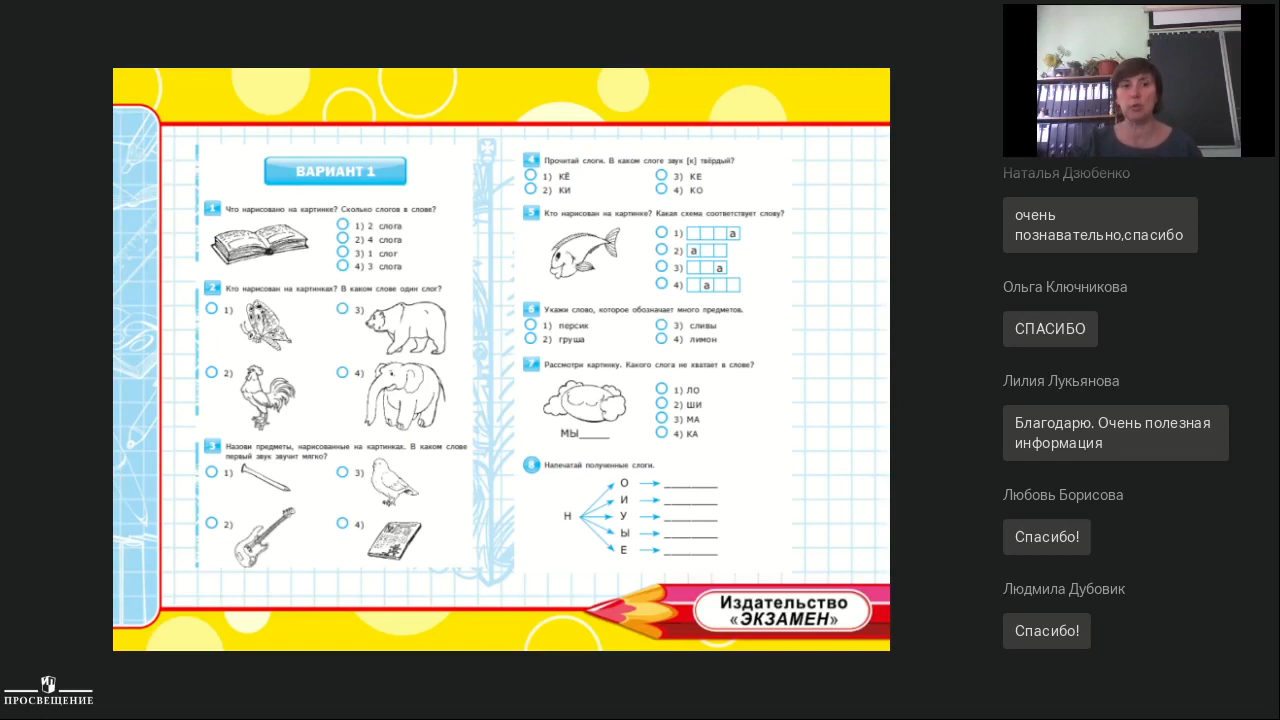 ВАРИАНТ 1
1 Что нарисовано на картинке? Сколько слогов в слове?
1) 2 слога
2) 4 слога
3) 1 слог
4) 3 слога
2 Кто нарисован на картинках? В каком слове один слог?
1)
3)
2)
4)
3 Назови предметы, нарисованные на картинках. В каком слове
первый звук звучит мягко?
1)
3)
2)
4)
4 Прочитай слоги. В каком слоге звук [к] твёрдый?
1) КЁ
3) КЕ
2) КИ
4) КО
5 Кто нарисован на картинке? Какая схема соответствует слову?
1) а
2) а
3) а
4) а
6 Укажи слово, которое обозначает много предметов.
1) персик
3) сливы
2) груша
4) лимон
7 Рассмотри картинку. Какого слога не хватает в слове?
1) ЛО
2) ШИ
3) МА
4) КА
МЫ_____
8 Напечатай полученные слоги.
О
И
Н У
Ы
Е
Издательство
«ЭКЗАМЕН»
ПРОСВЕЩЕНИЕ
Наталья Дзюбенко
очень
познавательно,спасибо
Ольга Ключникова
СПАСИБО
Лилия Лукьянова
Благодарю. Очень полезная
информация
Любовь Борисова
Спасибо!
Людмила Дубовик
Спасибо!